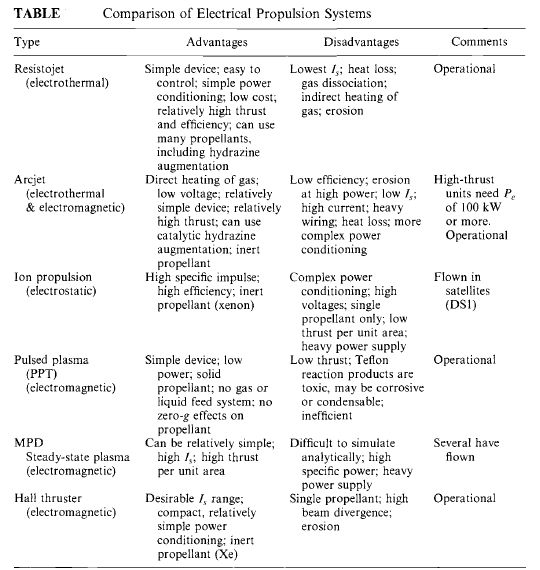 TABLE Comparison of Electrical Propulsion Systems
Type Advantages Disadvantages Comments
Resistojet Simple device; easy to Lowest Is; heat loss; Operational
(electrothermal) control; simple power gas dissociation;
conditioning; low cost; indirect heating of
relatively high thrust gas; erosion
and efficiency; can use
many propellants,
including hydrazine
augmentation
Arcjet Direct heating of gas; Low efficiency; erosion High-thrust
(electrothermal low voltage; relatively at high power; low Is; units need Pe
& electromagnetic) simple device; relatively high current; heavy of 100 kW
high thrust; can use wiring; heat loss; more or more.
catalytic hydrazine complex power Operational
augmentation; inert conditioning
propellant
Ion propulsion High specific impulse; Complex power Flown in
(electrostatic) high efficiency; inert conditioning; high satellites
propellant (xenon) voltages; single (DS1)
propellant only; low
thrust per unit area;
heavy power supply
Pulsed plasma Simple device; low Low thrust; Teflon Operational
(PPT) power; solid reaction products are
(electromagnetic) propellant; no gas or toxic, may be corrosive
liquid feed system; no or condensable;
zero-g effects on inefficient
propellant
MPD Can be relatively simple; Difficult to simulate Several have
Steady-state plasma high Is; high thrust analytically; high flown
(electromagnetic) per unit area specific power; heavy
power supply
Hall thruster Desirable Is range; Single propellant; high Operational
(electromagnetic) compact, relatively beam divergence;
simple power erosion
conditioning; inert
propellant (Xe)